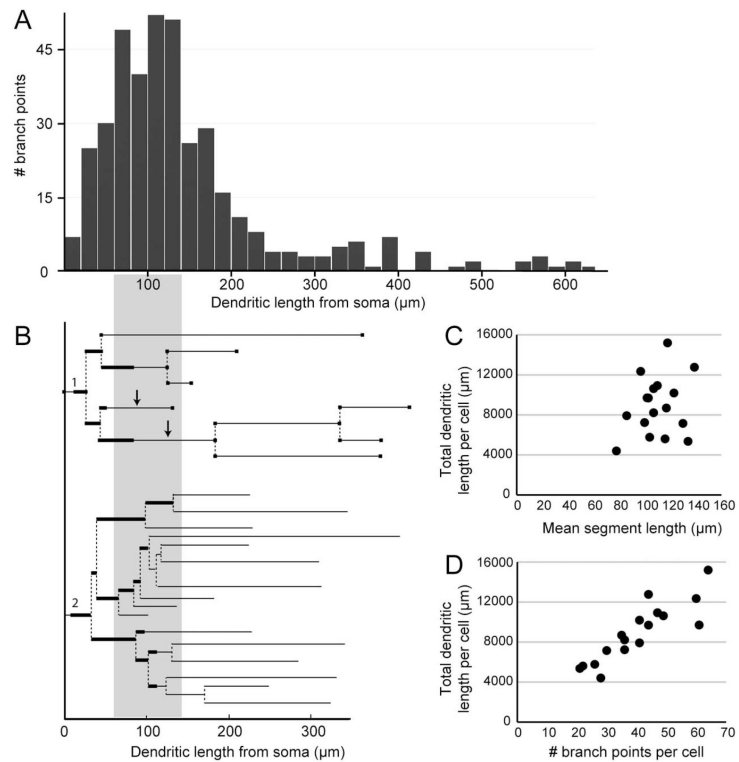 A
# branch points
45
30
15
0
100
200
300
400
500
600
Dendritic length from soma (µm)
B
1
2
0
100
200
300
Dendritic length from soma (µm)
C
Total dendritic
length per cell (µm)
16000
12000
8000
4000
0
0 20 40 60 80 100 120 140 160
Mean segment length (µm)
D
Total dendritic
length per cell (µm)
16000
12000
8000
4000
0
0 10 20 30 40 50 60 70
# branch points per cell